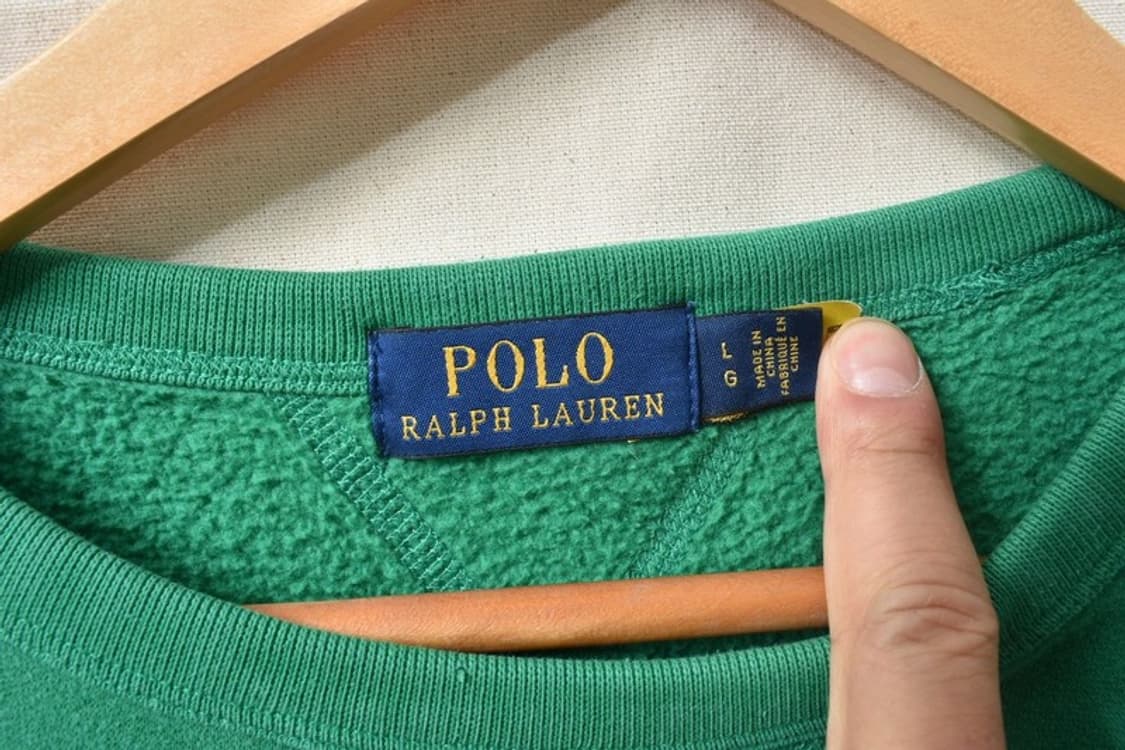 POLO
RALPH LAUREN
L
G
MADE IN
CHINA
FABRIQUÉ EN
CHINE